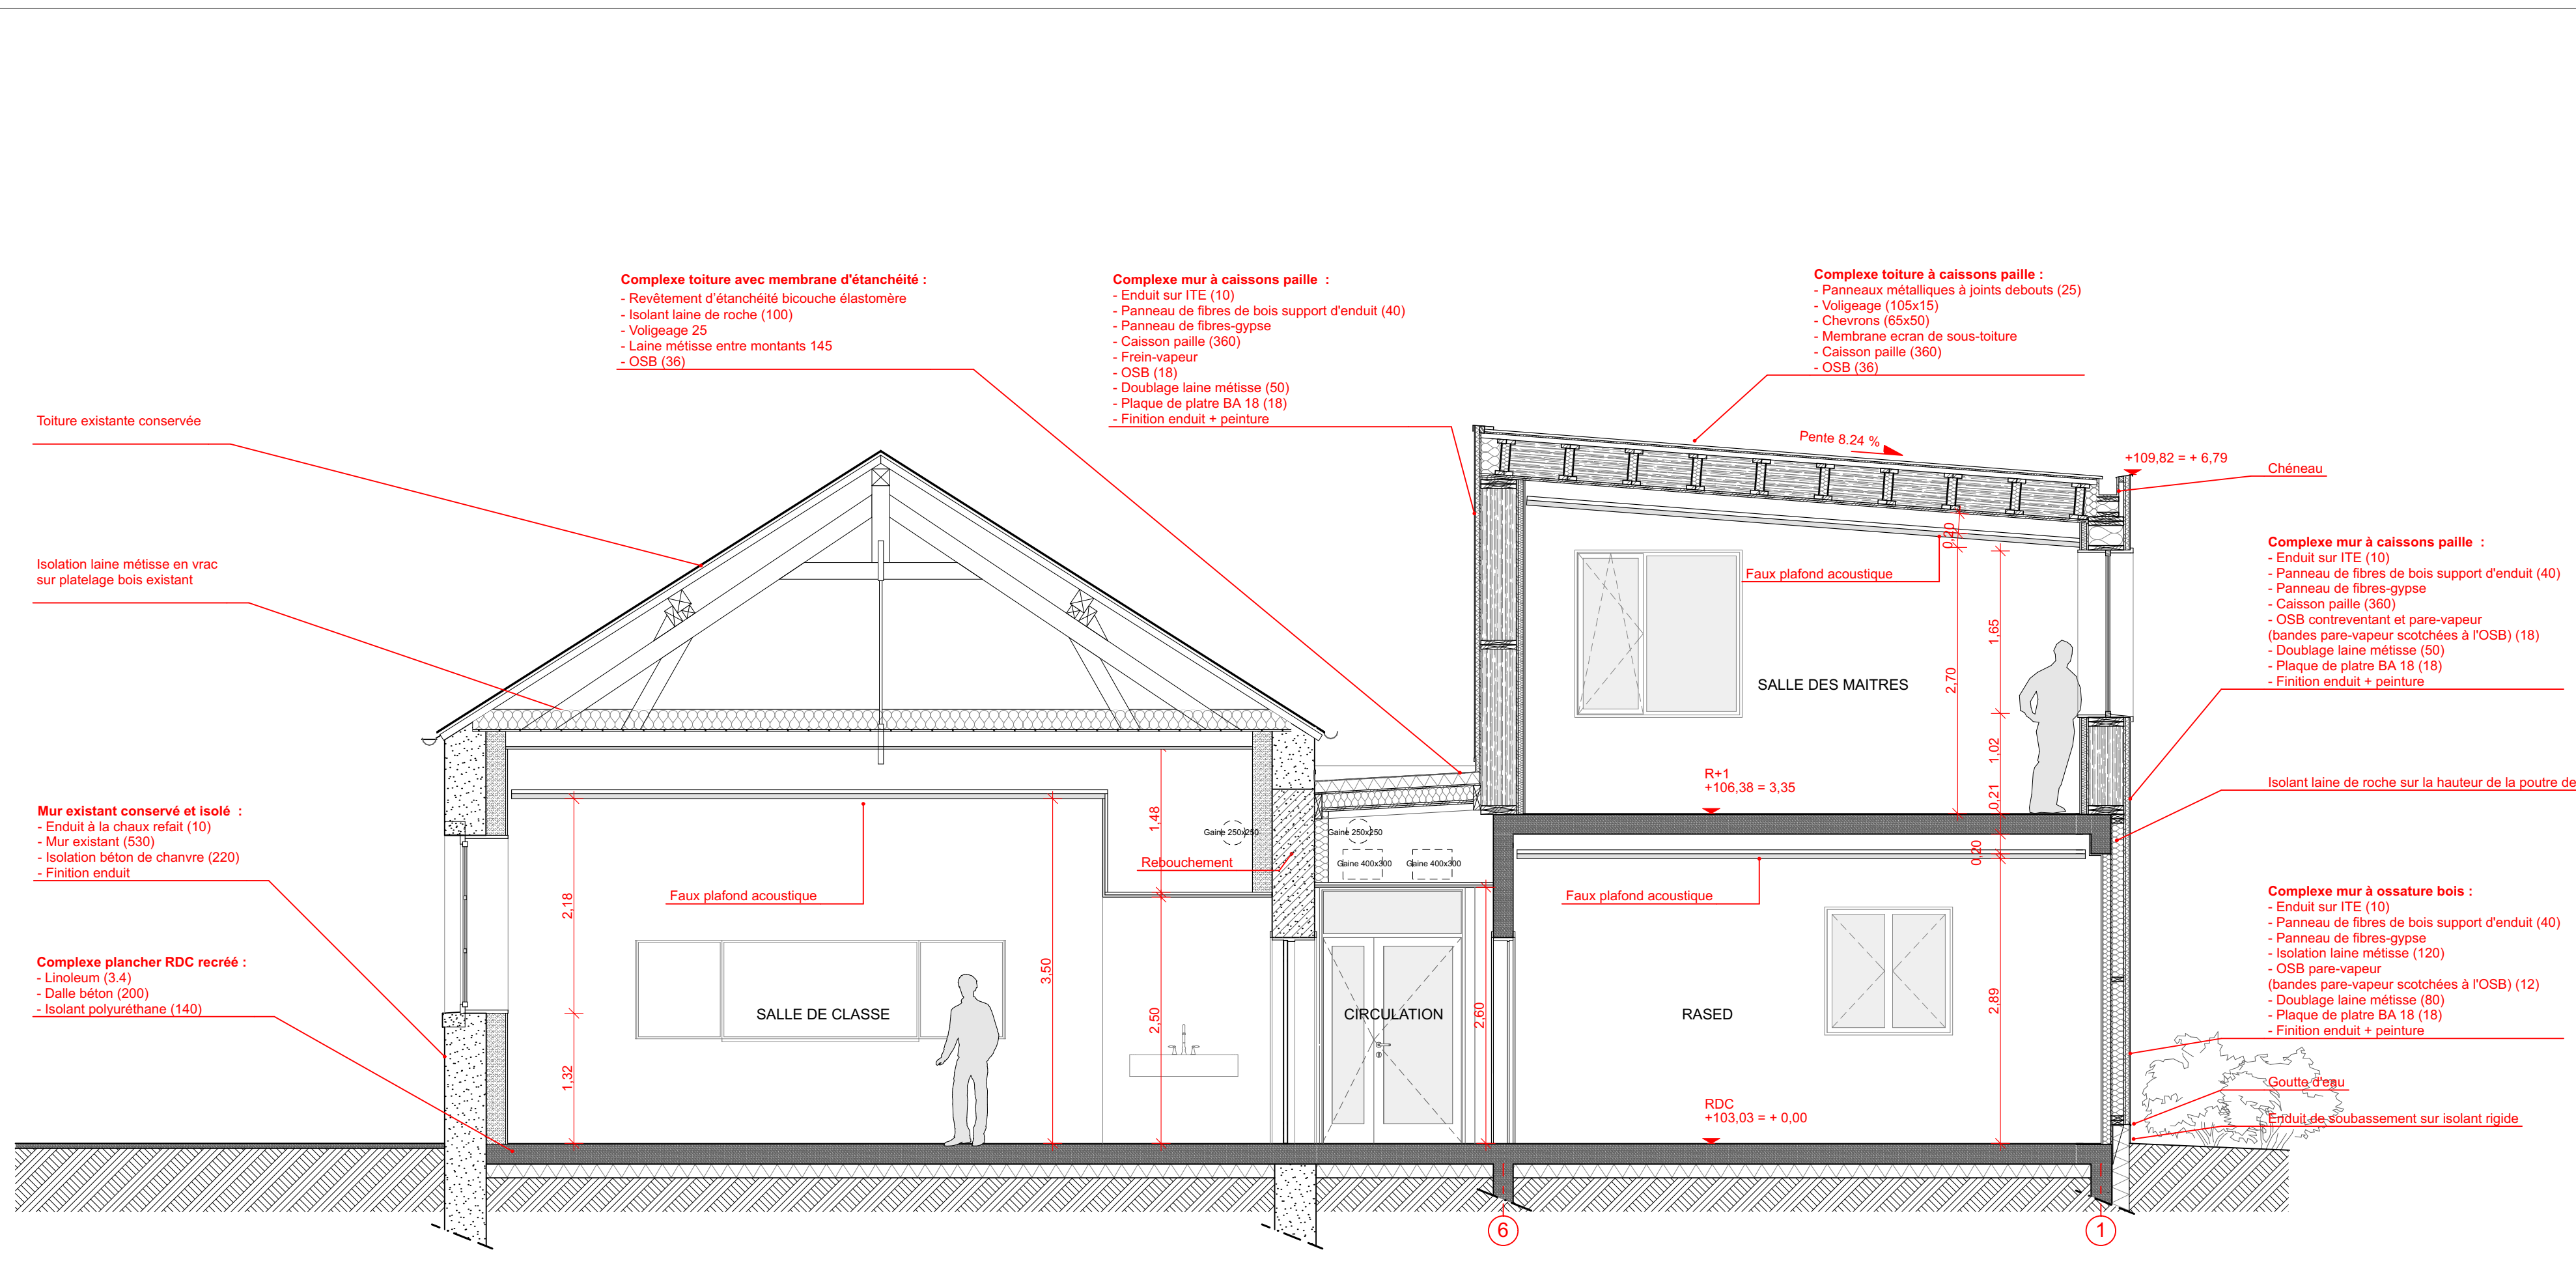 Complexe toiture avec membrane d'étanchéité :
- Revêtement d'étanchéité bicouche élastomère
- Isolant laine de roche (100)
- Voligeage 25
- Laine métisse entre montants 145
- OSB (36)
Complexe mur à caissons paille :
- Enduit sur ITE (10)
- Panneau de fibres de bois support d'enduit (40)
- Panneau de fibres-gypse
- Caisson paille (360)
- Frein-vapeur
- OSB (18)
- Doublage laine métisse (50)
- Plaque de platre BA 18 (18)
- Finition enduit + peinture
Complexe toiture à caissons paille :
- Panneaux métalliques à joints debouts (25)
- Voligeage (105x15)
- Chevrons (65x50)
- Membrane ecran de sous-toiture
- Caisson paille (360)
- OSB (36)
Toiture existante conservée
Pente 8.24 %
+109,82 = + 6,79
Chéneau
Isolation laine métisse en vrac
sur platelage bois existant
Complexe mur à caissons paille :
- Enduit sur ITE (10)
- Panneau de fibres de bois support d'enduit (40)
- Panneau de fibres-gypse
- Caisson paille (360)
- OSB contreventant et pare-vapeur
(bandes pare-vapeur scotchées à l'OSB) (18)
- Doublage laine métisse (50)
- Plaque de platre BA 18 (18)
- Finition enduit + peinture
0,20
Faux plafond acoustique
1,65
2,70
SALLE DES MAITRES
1,02
R+1
+106,38 = 3,35
0,21
Isolant laine de roche sur la hauteur de la poutre de
Mur existant conservé et isolé :
- Enduit à la chaux refait (10)
- Mur existant (530)
- Isolation béton de chanvre (220)
- Finition enduit
1,48
Gaine 250x250
Gaine 250x250
Rebouchement
Gaine 400x300
Gaine 400x300
0,20
Faux plafond acoustique
Faux plafond acoustique
2,18
Complexe mur à ossature bois :
- Enduit sur ITE (10)
- Panneau de fibres de bois support d'enduit (40)
- Panneau de fibres-gypse
- Isolation laine métisse (120)
- OSB pare-vapeur
(bandes pare-vapeur scotchées à l'OSB) (12)
- Doublage laine métisse (80)
- Plaque de platre BA 18 (18)
- Finition enduit + peinture
Complexe plancher RDC recréé :
- Linoleum (3.4)
- Dalle béton (200)
- Isolant polyuréthane (140)
3,50
2,50
2,60
2,89
SALLE DE CLASSE
CIRCULATION
RASED
1,32
RDC
+103,03 = + 0,00
Goutte d'eau
Enduit de soubassement sur isolant rigide
6
1